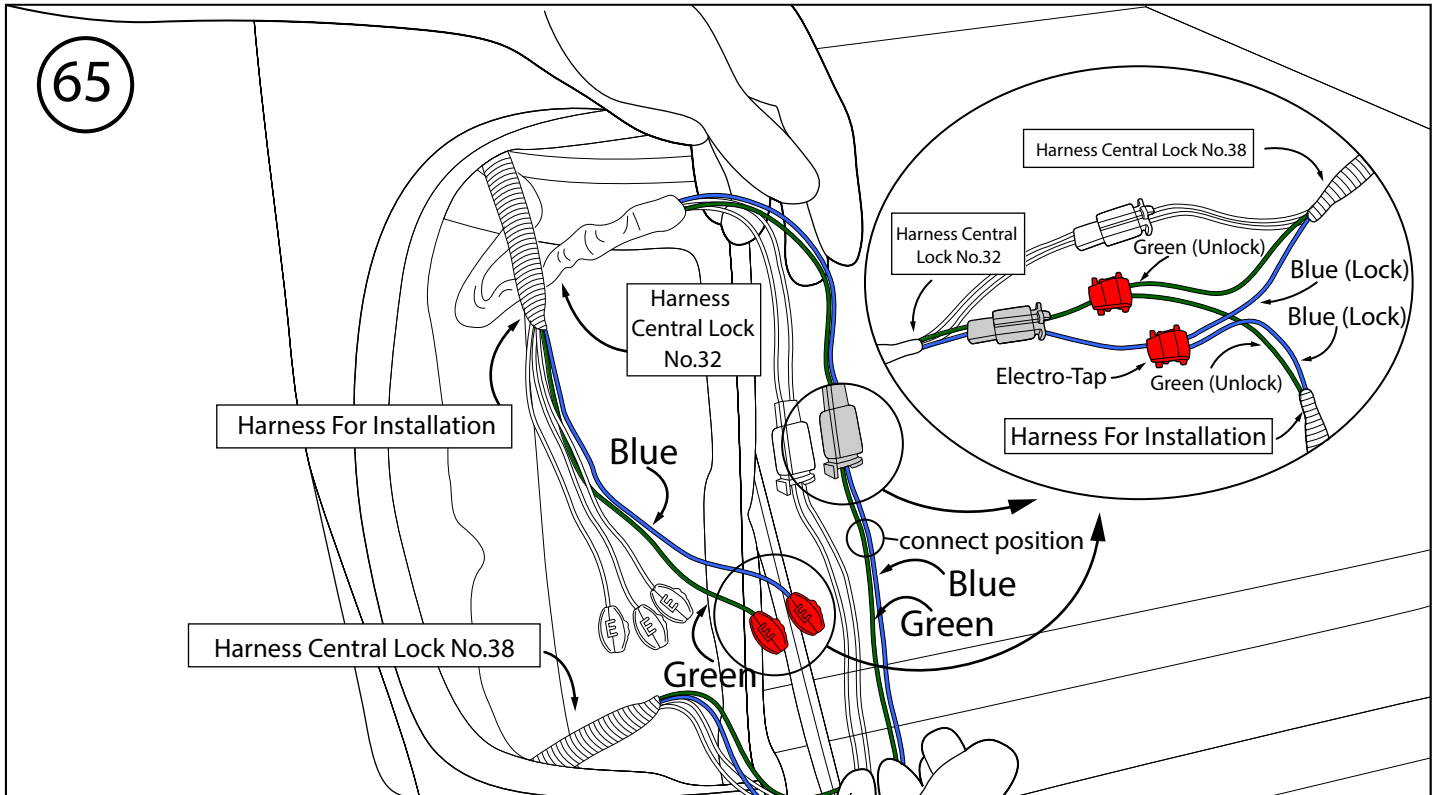 65
Harness Central Lock No.38
Harness Central
Lock No.32
Green (Unlock)
Blue (Lock)
Blue (Lock)
Electro-Tap
Green (Unlock)
Harness For Installation
Harness
Central Lock
No.32
Harness For Installation
Blue
connect position
Blue
Green
Harness Central Lock No.38
Green
E
E
E
E
E